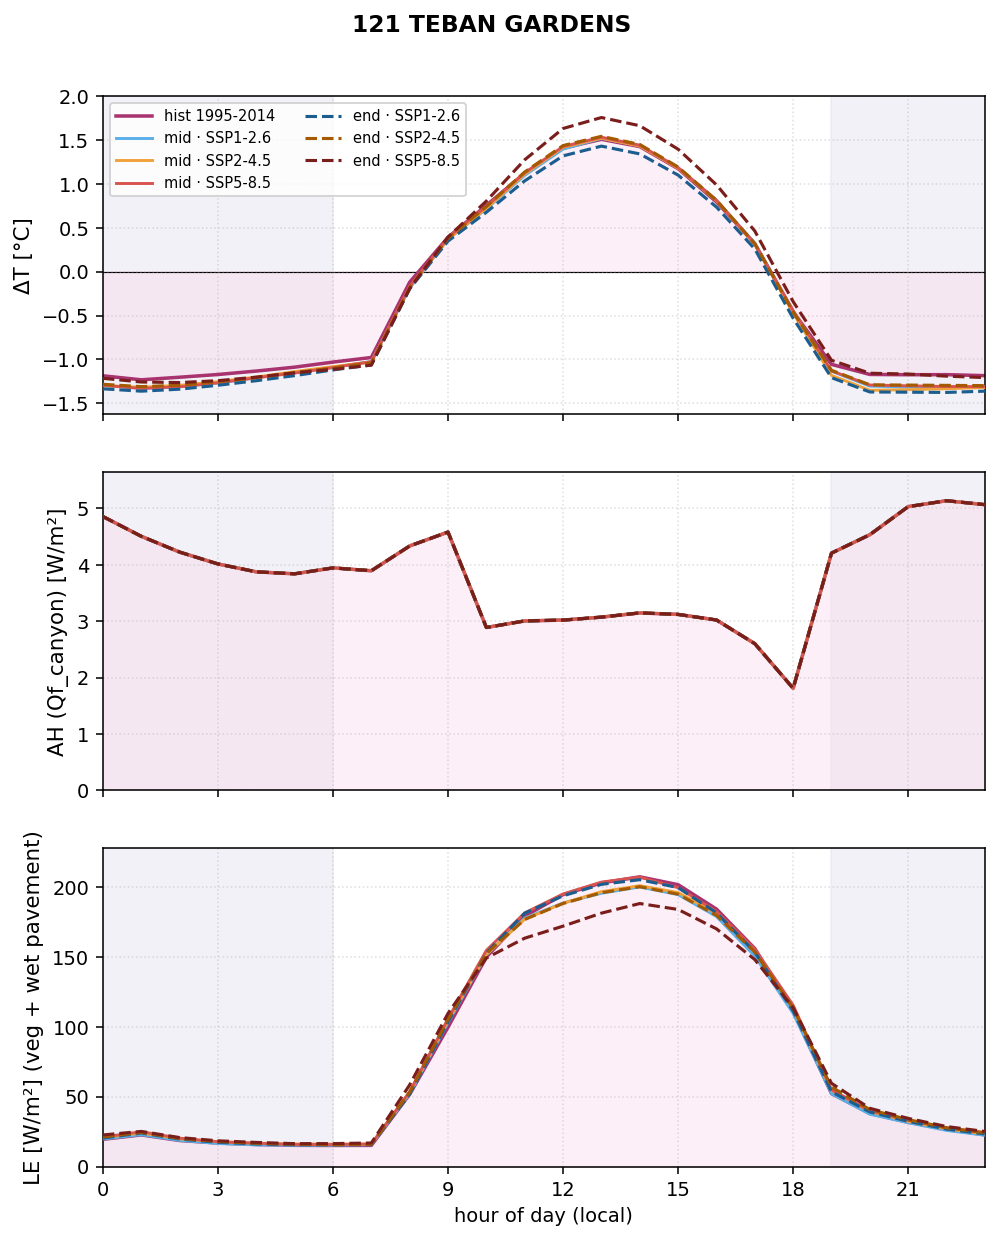 121 TEBAN GARDENS
hist 1995-2014
mid · SSP1-2.6
mid · SSP2-4.5
mid · SSP5-8.5
end · SSP1-2.6
end · SSP2-4.5
end · SSP5-8.5
ΔT [°C]
2.0
1.5
1.0
0.5
0.0
−0.5
−1.0
−1.5
AH (Qf_canyon) [W/m²]
5
4
3
2
1
0
LE [W/m²] (veg + wet pavement)
200
150
100
50
0
0 3 6 9 12 15 18 21
hour of day (local)